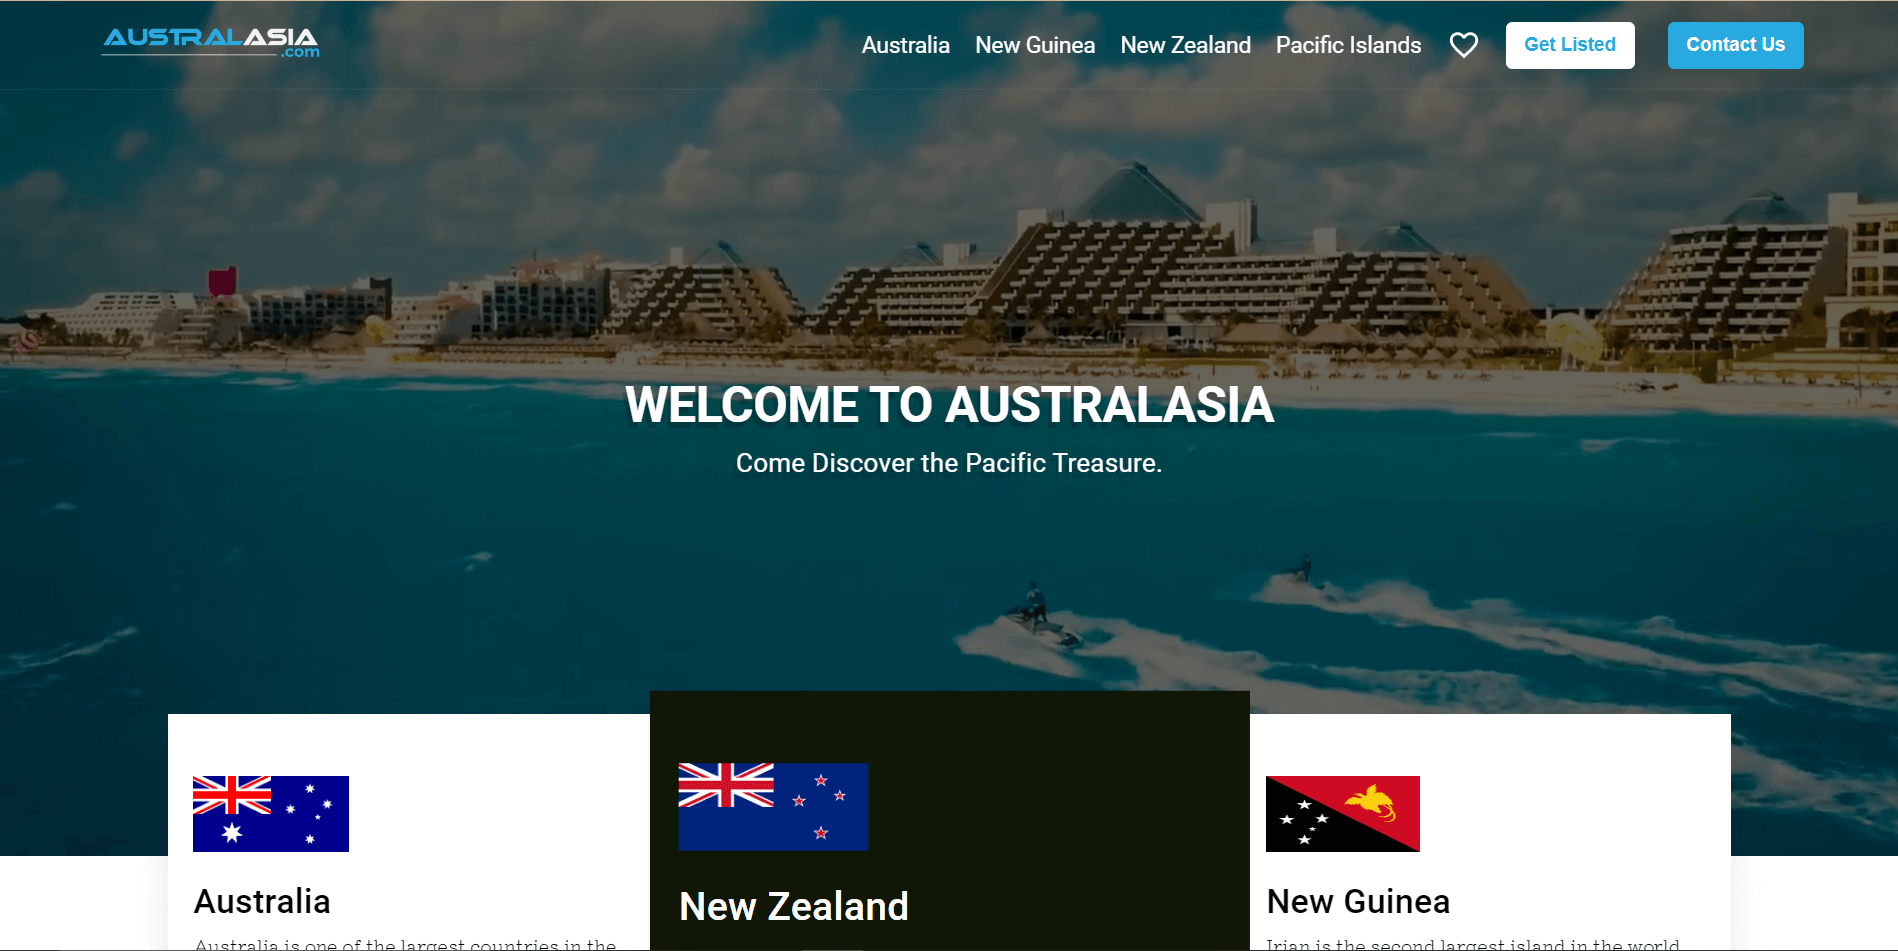 AUSTRALASIA
.com
Australia New Guinea New Zealand Pacific Islands Get Listed Contact Us
WELCOME TO AUSTRALASIA
Come Discover the Pacific Treasure.
Australia
Australia is one of the largest countries in the
New Zealand
New Guinea
Irian is the second largest island in the world